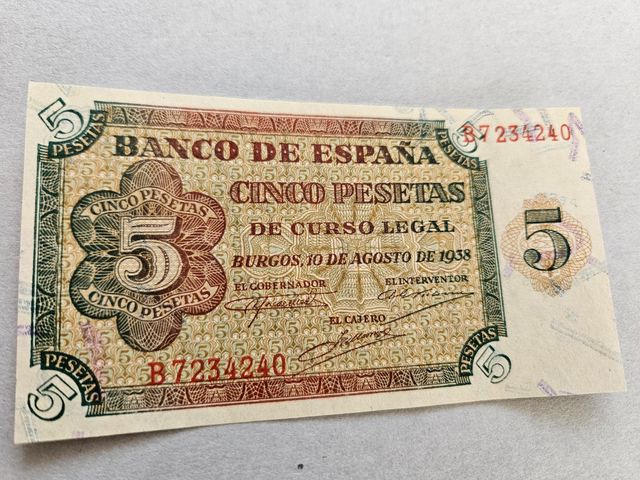 5 PESETAS
B7234240
BANCO DE ESPAÑA
CINCO PESETAS
CINCO PESETAS
5
CINCO PESETAS
DE CURSO LEGAL
5
BURGOS, 10 DE AGOSTO DE 1938
EL GOBERNADOR
EL INTERVENTOR
EL CAJERO
B7234240
PESETAS 5
PESETAS 5
PESETAS